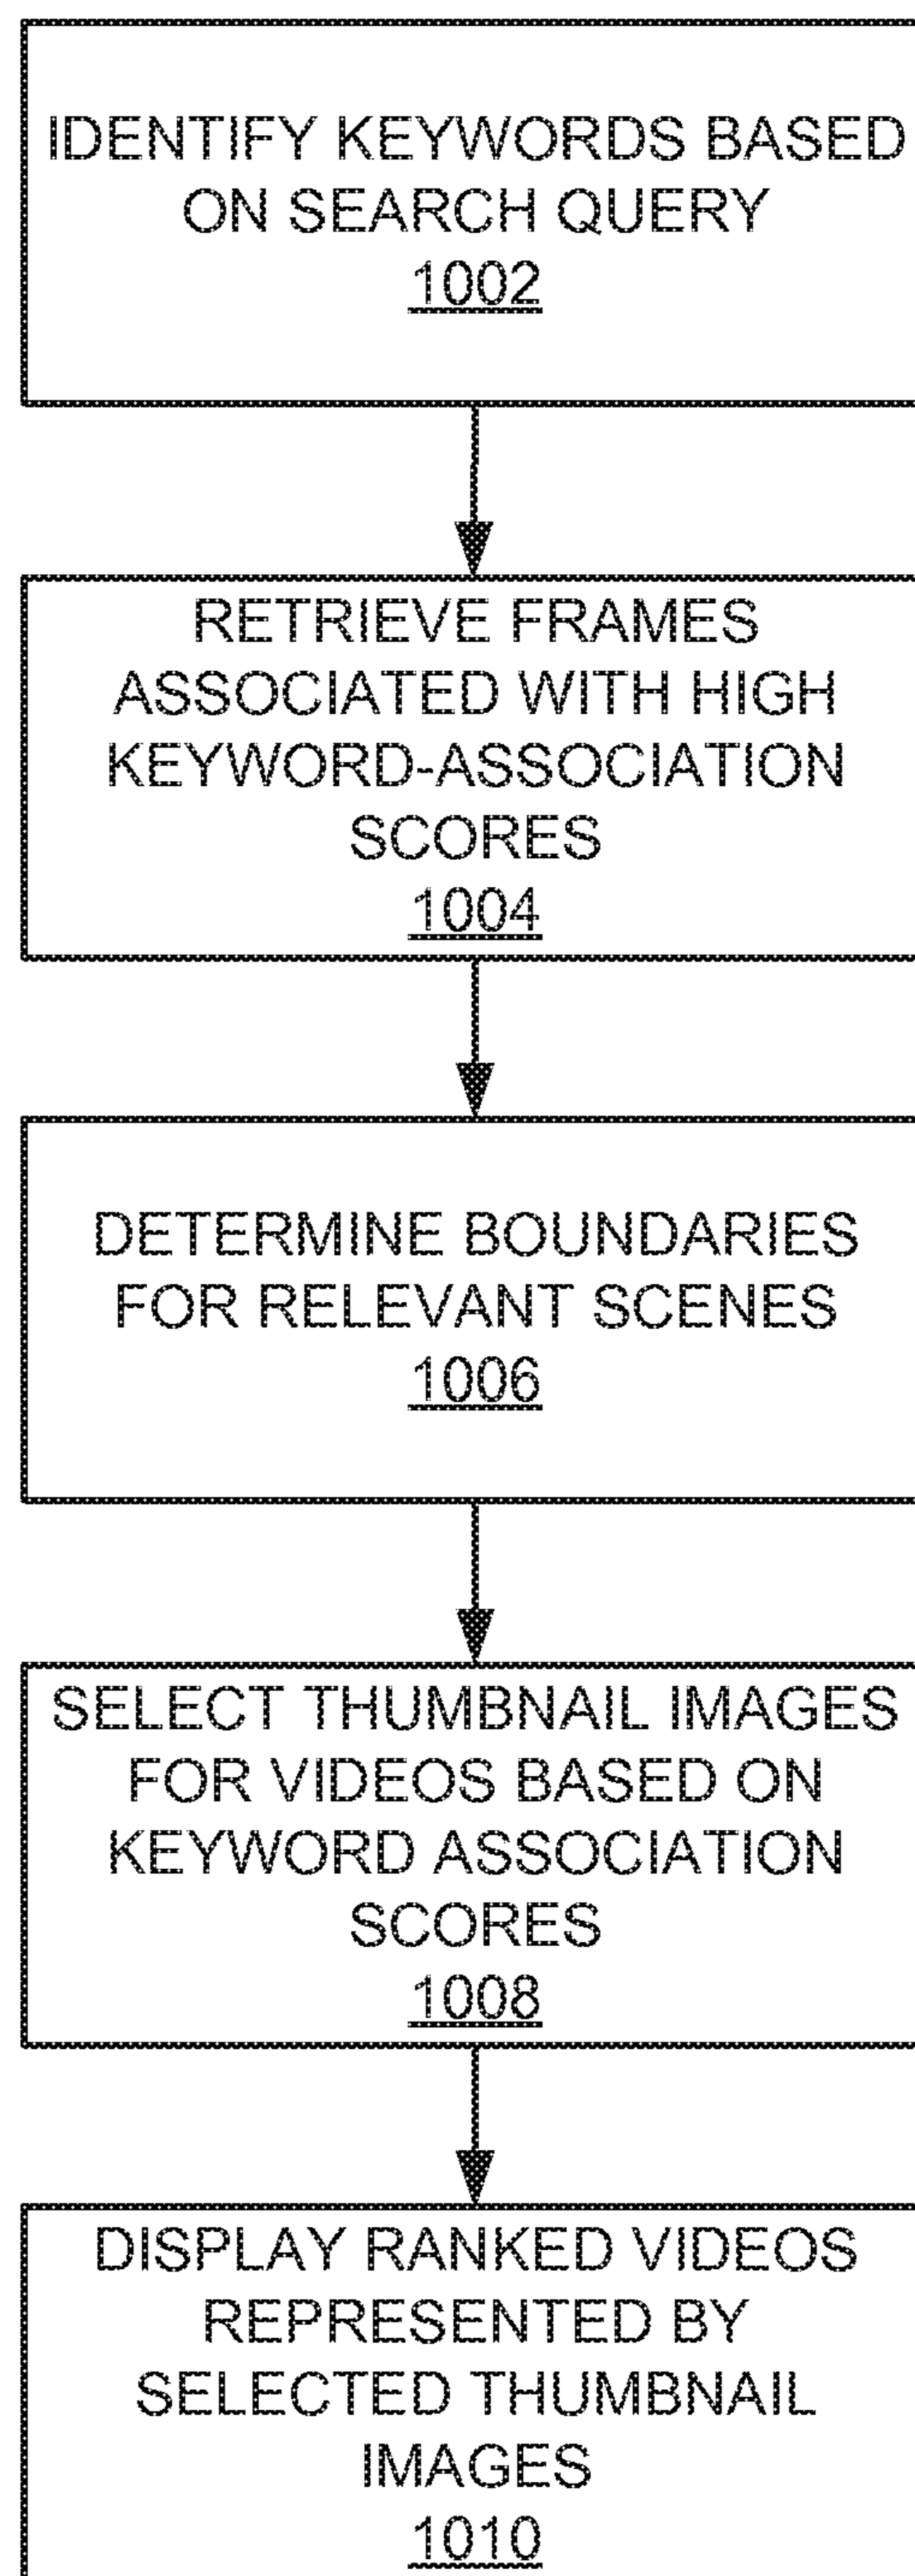 IDENTIFY KEYWORDS BASED
ON SEARCH QUERY
1002
RETRIEVE FRAMES
ASSOCIATED WITH HIGH
KEYWORD-ASSOCIATION
SCORES
1004
DETERMINE BOUNDARIES
FOR RELEVANT SCENES
1006
SELECT THUMBNAIL IMAGES
FOR VIDEOS BASED ON
KEYWORD ASSOCIATION
SCORES
1008
DISPLAY RANKED VIDEOS
REPRESENTED BY
SELECTED THUMBNAIL
IMAGES
1010